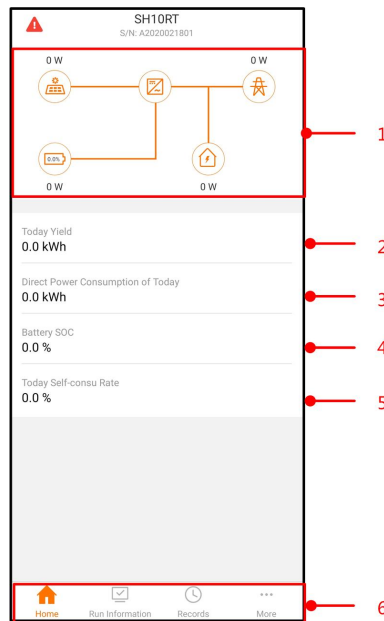 SH10RT
S/N: A2020021801
0 W 0 W
1
0.0%
0 W 0 W
Today Yield
0.0 kWh
2
Direct Power Consumption of Today
0.0 kWh
3
Battery SOC
0.0 %
4
Today Self-consu Rate
0.0 %
5
Home Run Information Records More
6